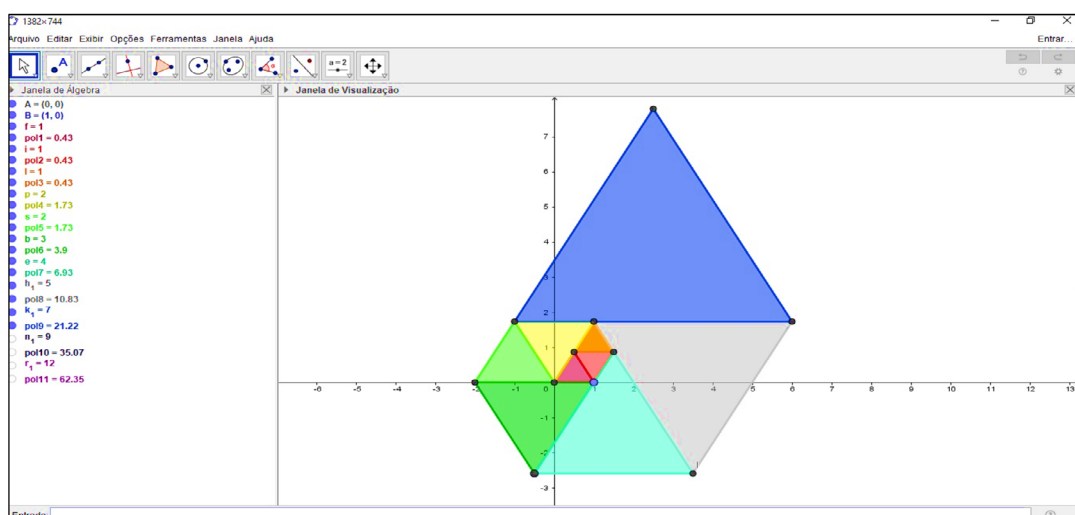 1382×744
Arquivo Editar Exibir Opções Ferramentas Janela Ajuda
Entrar...
a=2
Janela de Álgebra
Janela de Visualização
A = (0, 0)
B = (1, 0)
f = 1
pol1 = 0.43
i = 1
pol2 = 0.43
l = 1
pol3 = 0.43
p = 2
pol4 = 1.73
s = 2
pol5 = 1.73
b = 3
pol6 = 3.9
e = 4
pol7 = 6.93
h₁ = 5
pol8 = 10.83
k₁ = 7
pol9 = 21.22
n₁ = 9
pol10 = 35.07
r₁ = 12
pol11 = 62.35
7
6
5
4
3
2
1
-6 -5 -4 -3 -2 -1 0 1 2 3 4 5 6 7 8 9 10 11 12 13
-1
-2
-3
Entrada: